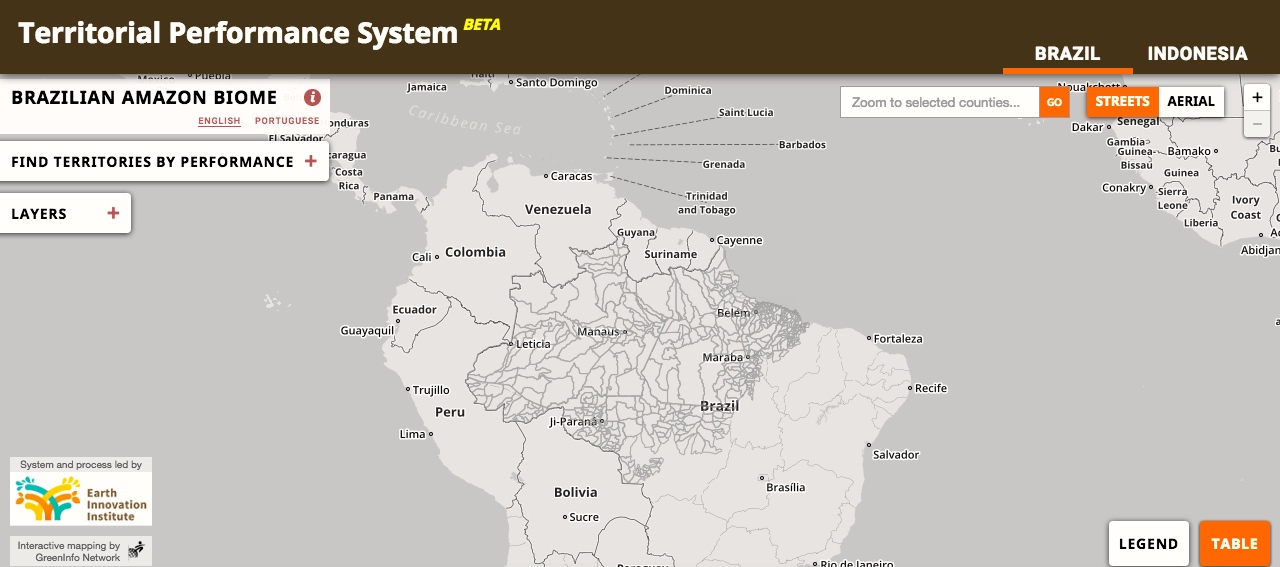 Territorial Performance System BETA
BRAZIL
INDONESIA
BRAZILIAN AMAZON BIOME
i
ENGLISH
PORTUGUESE
FIND TERRITORIES BY PERFORMANCE +
LAYERS +
Zoom to selected counties...
GO
STREETS
AERIAL
+
−
Mexico
Puebla
Jamaica
Haiti
Santo Domingo
Dominica
Caribbean Sea
Saint Lucia
Barbados
Grenada
Trinidad
and Tobago
onduras
El Salvador
caragua
Costa
Rica
Panama
Caracas
Venezuela
Guyana
Suriname
Cayenne
Cali
Colombia
Nouakchott
Dakar
Senegal
Gambia
Guinea-
Bissau
Bamako
Bu
Guinea
Conakry
Sierra
Leone
Ivory
Coast
Liberia
Abidjan
Ecuador
Guayaquil
Leticia
Manaus
Belém
Maraba
Fortaleza
Recife
Trujillo
Peru
Lima
Ji-Paraná
Brazil
Salvador
Brasília
Bolivia
Sucre
Paraguay
Rio de Janeiro
System and process led by
Earth
Innovation
Institute
Interactive mapping by
GreenInfo Network
LEGEND
TABLE